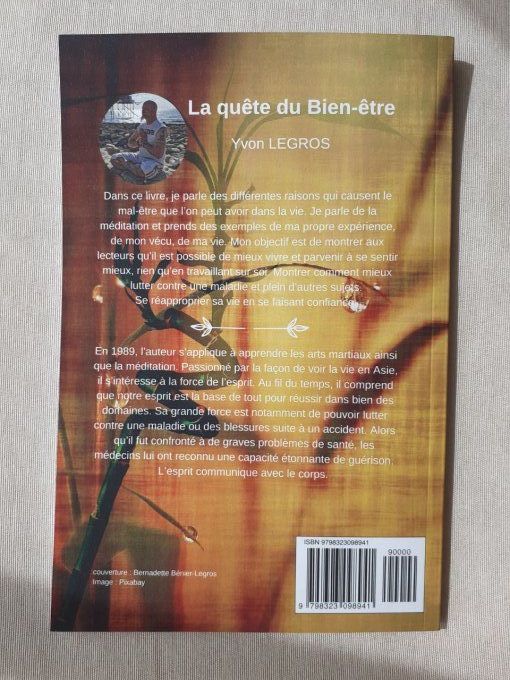 La quête du Bien-être
Yvon LEGROS
Dans ce livre, je parle des différentes raisons qui causent le
mal-être que l'on peut avoir dans la vie. Je parle de la
méditation et prends des exemples de ma propre expérience,
de mon vécu, de ma vie. Mon objectif est de montrer aux
lecteurs qu'il est possible de mieux vivre et parvenir à se sentir
mieux, rien qu'en travaillant sur soi. Montrer comment mieux
lutter contre une maladie et plein d'autres sujets.
Se réapproprier sa vie en se faisant confiance.
En 1989, l'auteur s'applique à apprendre les arts martiaux ainsi
que la méditation. Passionné par la façon de voir la vie en Asie,
il s'intéresse à la force de l'esprit. Au fil du temps, il comprend
que notre esprit est la base de tout pour réussir dans bien des
domaines. Sa grande force est notamment de pouvoir lutter
contre une maladie ou des blessures suite à un accident. Alors
qu'il fut confronté à de graves problèmes de santé, les
médecins lui ont reconnu une capacité étonnante de guérison.
L'esprit communique avec le corps.
ISBN 9798323098941
90000
9 798323 098941
couverture : Bernadette Bénier-Legros
Image : Pixabay